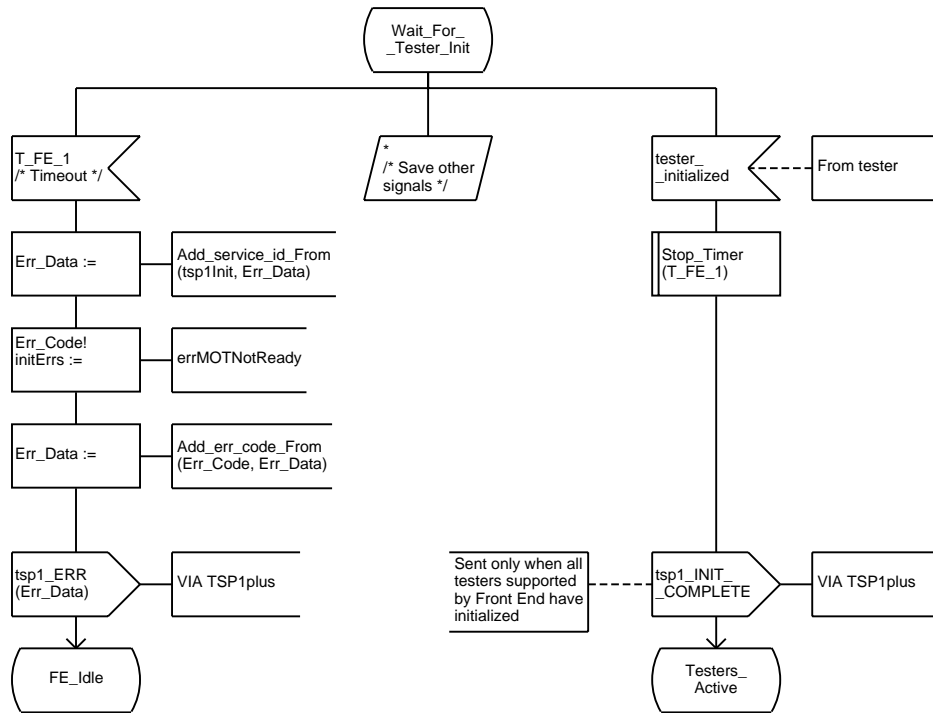 Wait_For_
_Tester_Init
T_FE_1
/* Timeout */
*
/* Save other
signals */
tester_
_initialized
From tester
Err_Data :=
Add_service_id_From
(tsp1Init, Err_Data)
Stop_Timer
(T_FE_1)
Err_Code!
initErrs :=
errMOTNotReady
Err_Data :=
Add_err_code_From
(Err_Code, Err_Data)
tsp1_ERR
(Err_Data)
VIA TSP1plus
Sent only when all
testers supported
by Front End have
initialized
tsp1_INIT_
_COMPLETE
VIA TSP1plus
FE_Idle
Testers_
_Active